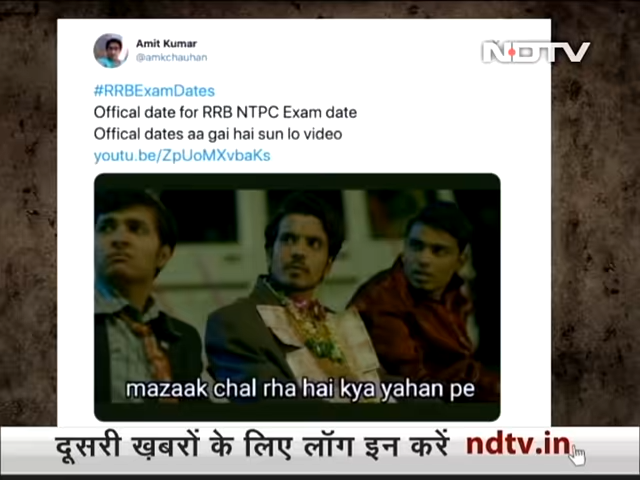 Amit Kumar
@amkchauhan
NDTV
#RRBExamDates
Offical date for RRB NTPC Exam date
Offical dates aa gai hai sun lo video
youtu.be/ZpUoMXvbaKs
mazaak chal rha hai kya yahan pe
दूसरी ख़बरों के लिए लॉग इन करें ndtv.in